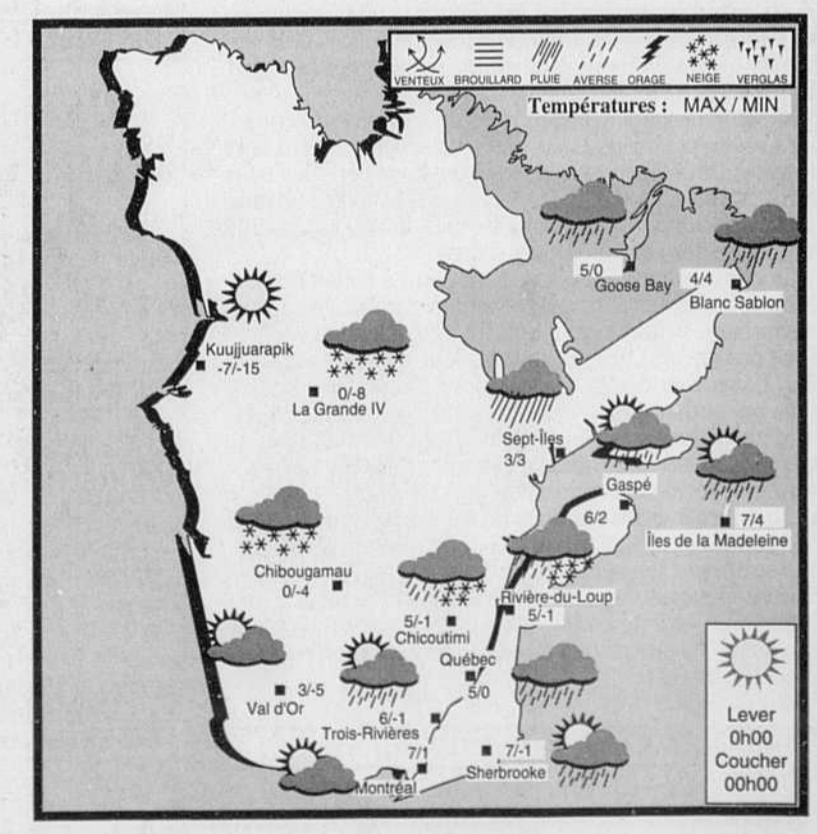 VENTEUX BROUILLARD PLUIE AVERSE ORAGE NEIGE VERGLAS
Températures : MAX / MIN
5/0
Goose Bay
4/4
Blanc Sablon
Kuujjuarapik
-7/-15
0/-8
La Grande IV
Sept-Îles
3/3
Gaspé
6/2
7/4
Îles de la Madeleine
Chibougamau
0/-4
Rivière-du-Loup
5/-1
5/-1
Chicoutimi
Québec
5/0
3/-5
Val d'Or
6/-1
Trois-Rivières
7/1
Montréal
7/-1
Sherbrooke
Lever
0h00
Coucher
00h00